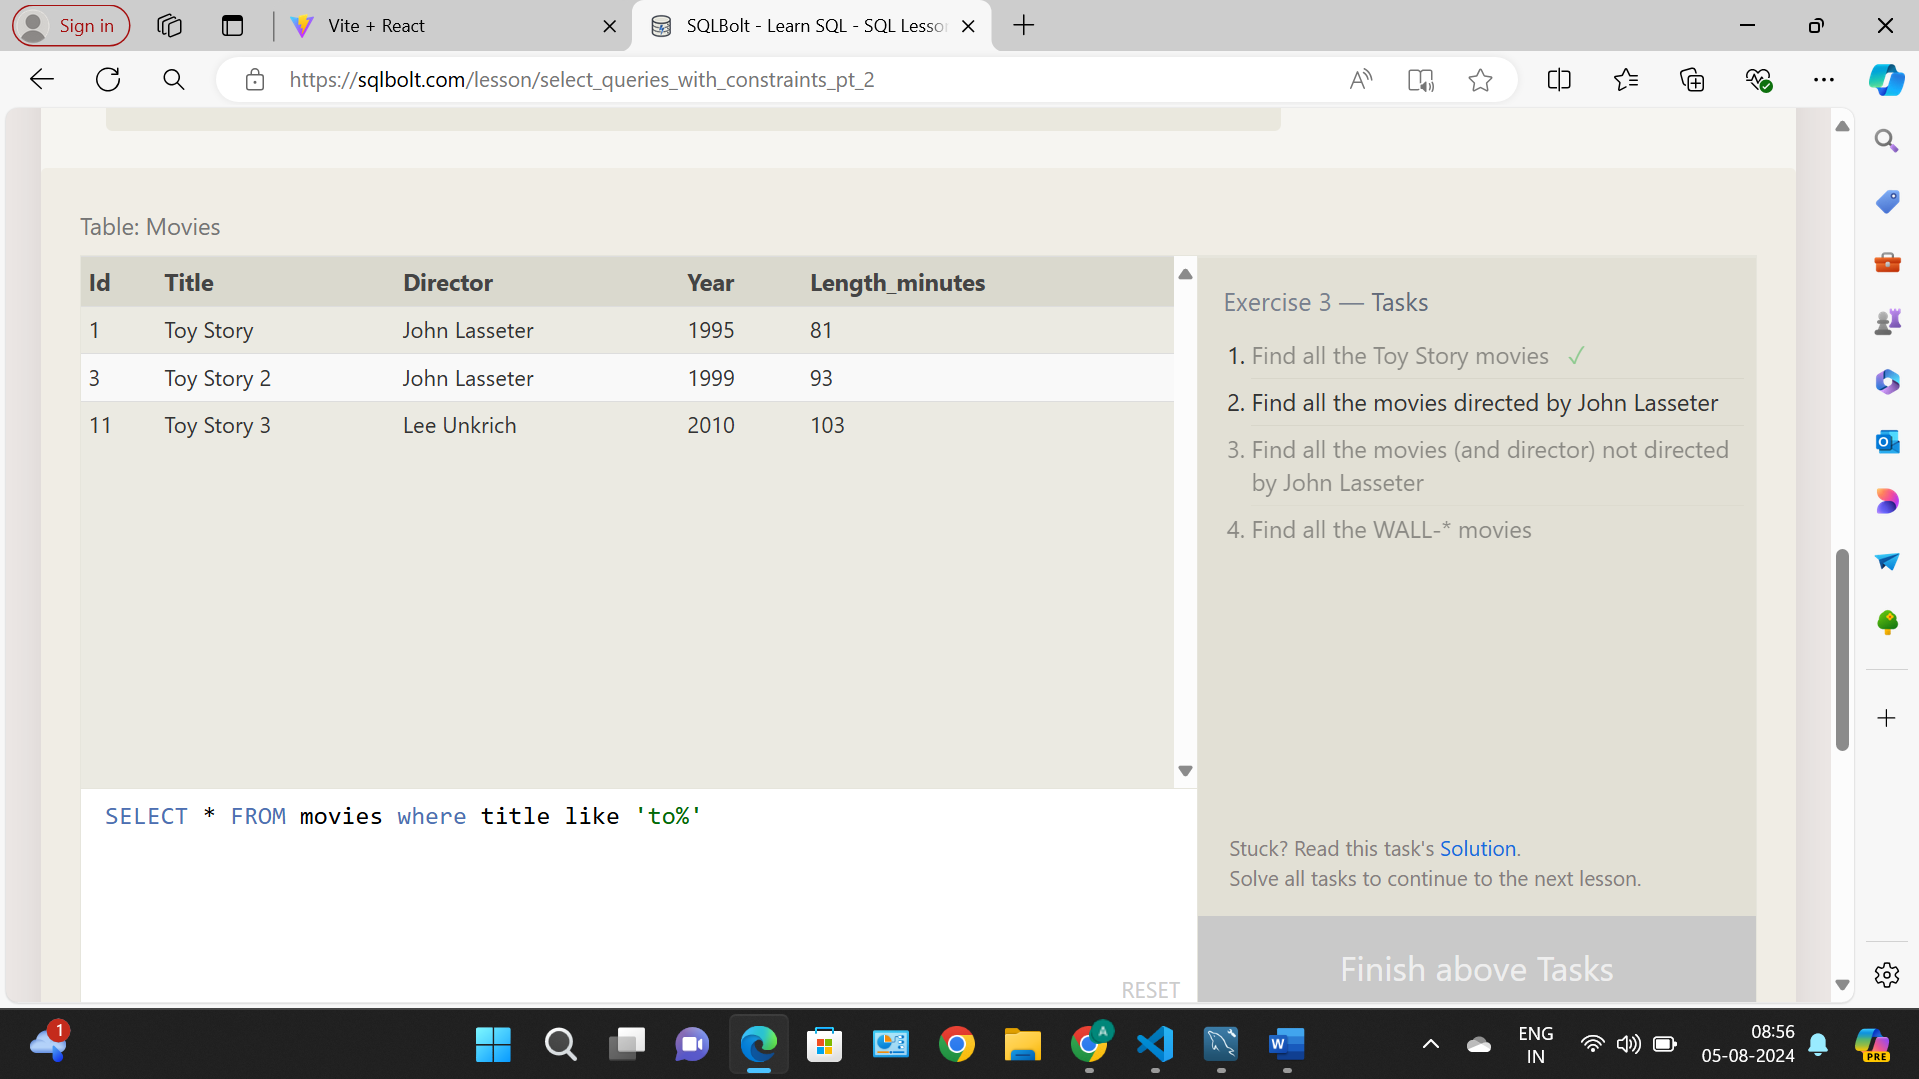 Sign in
Vite + React
SQLBolt - Learn SQL - SQL Lesso
https://sqlbolt.com/lesson/select_queries_with_constraints_pt_2
Table: Movies
Id Title Director Year Length_minutes
1 Toy Story John Lasseter 1995 81
3 Toy Story 2 John Lasseter 1999 93
11 Toy Story 3 Lee Unkrich 2010 103
Exercise 3 — Tasks
1. Find all the Toy Story movies ✓
2. Find all the movies directed by John Lasseter
3. Find all the movies (and director) not directed
by John Lasseter
4. Find all the WALL-* movies
Stuck? Read this task's Solution.
Solve all tasks to continue to the next lesson.
Finish above Tasks
SELECT * FROM movies where title like 'to%'
RESET
1
A
W
ENG
IN
08:56
05-08-2024
PRE